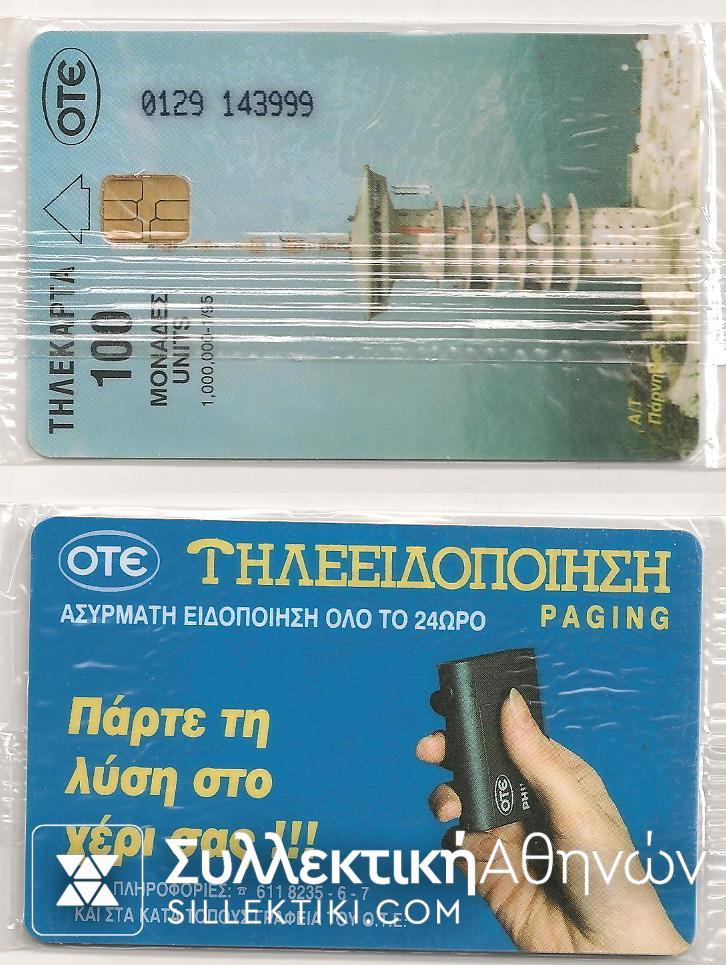 OTE
0129 143999
ΤΗΛΕΚΑΡΤΑ
100
ΜΟΝΑΔΕΣ
UNITS
1,000,000-1/95
Α/Τ
Πάρνηθ
OTE
ΤΗΛΕΕΙΔΟΠΟΙΗΣΗ
ΑΣΥΡΜΑΤΗ ΕΙΔΟΠΟΙΗΣΗ ΟΛΟ ΤΟ 24ΩΡΟ
PAGING
Πάρτε τη
λύση στο
χέρι σας !!!
OTE
PHI
ΣυλλεκτικήΑθηνών
SILLEKTIKI.COM
ΠΛΗΡΟΦΟΡΙΕΣ: ☎ 611 8235 - 6 - 7
ΚΑΙ ΣΤΑ ΚΑΤΑ ΤΟΠΟΥΣ ΓΡΑΦΕΙΑ ΤΟΥ Ο.Τ.Ε.